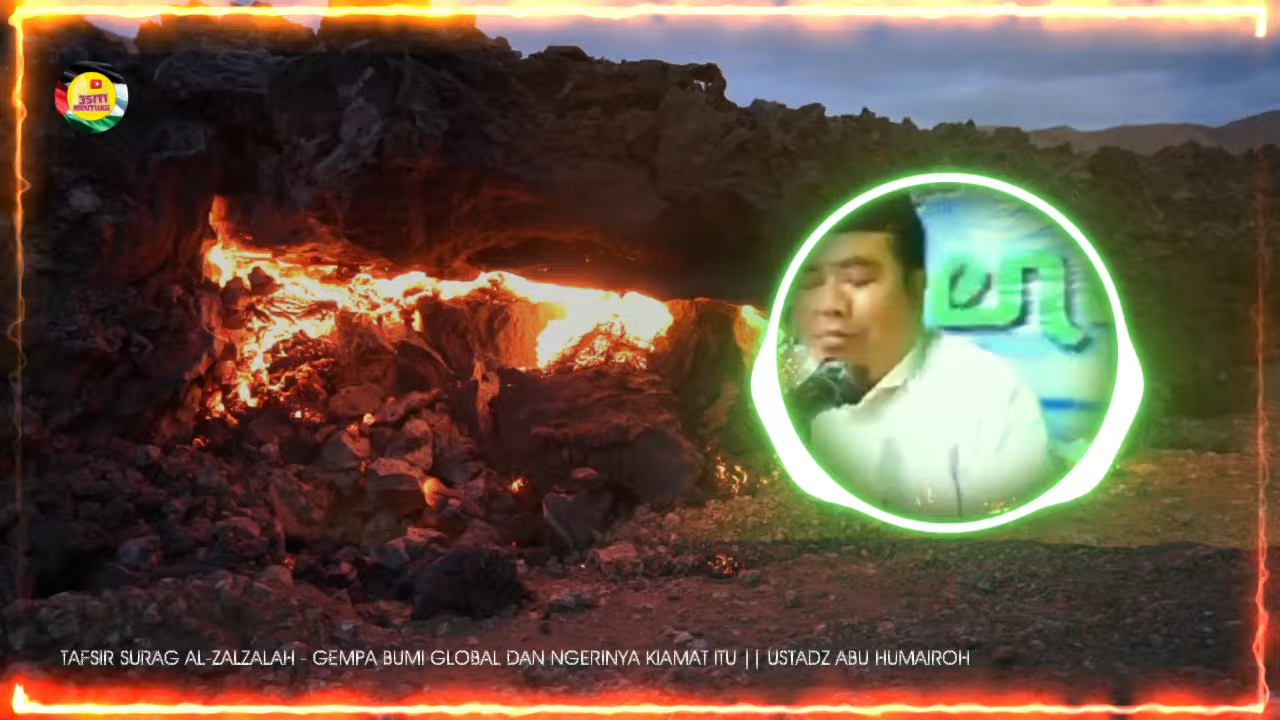 TAFSIR SURAG AL-ZALZALAH - GEMPA BUMI GLOBAL DAN NGERINYA KIAMAT ITU || USTADZ ABU HUMAIROH